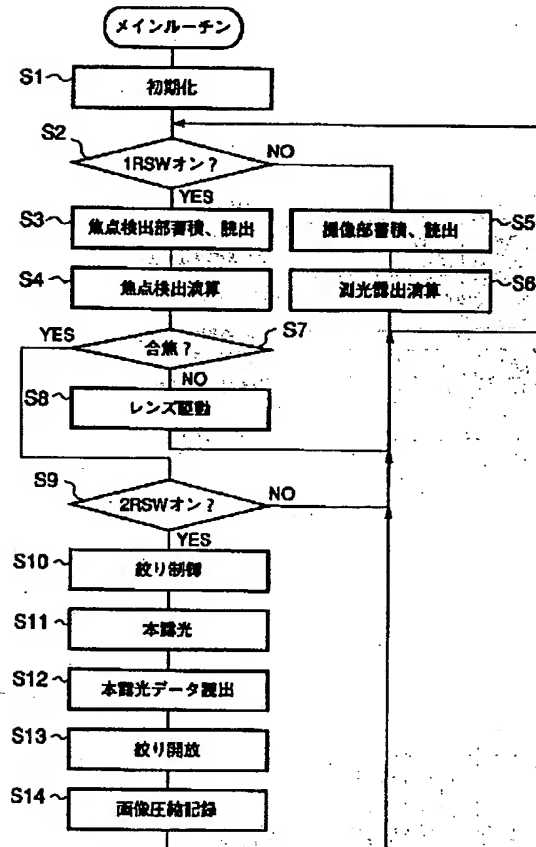 メインルーチン
S1
初期化
S2
1RSWオン?
NO
YES
S3
焦点検出部蓄積、読出
撮像部蓄積、読出
S5
S4
焦点検出演算
測光露出演算
S6
YES
合焦?
S7
NO
S8
レンズ駆動
S9
2RSWオン?
NO
YES
S10
絞り制御
S11
本露光
S12
本露光データ読出
S13
絞り開放
S14
画像圧縮記録